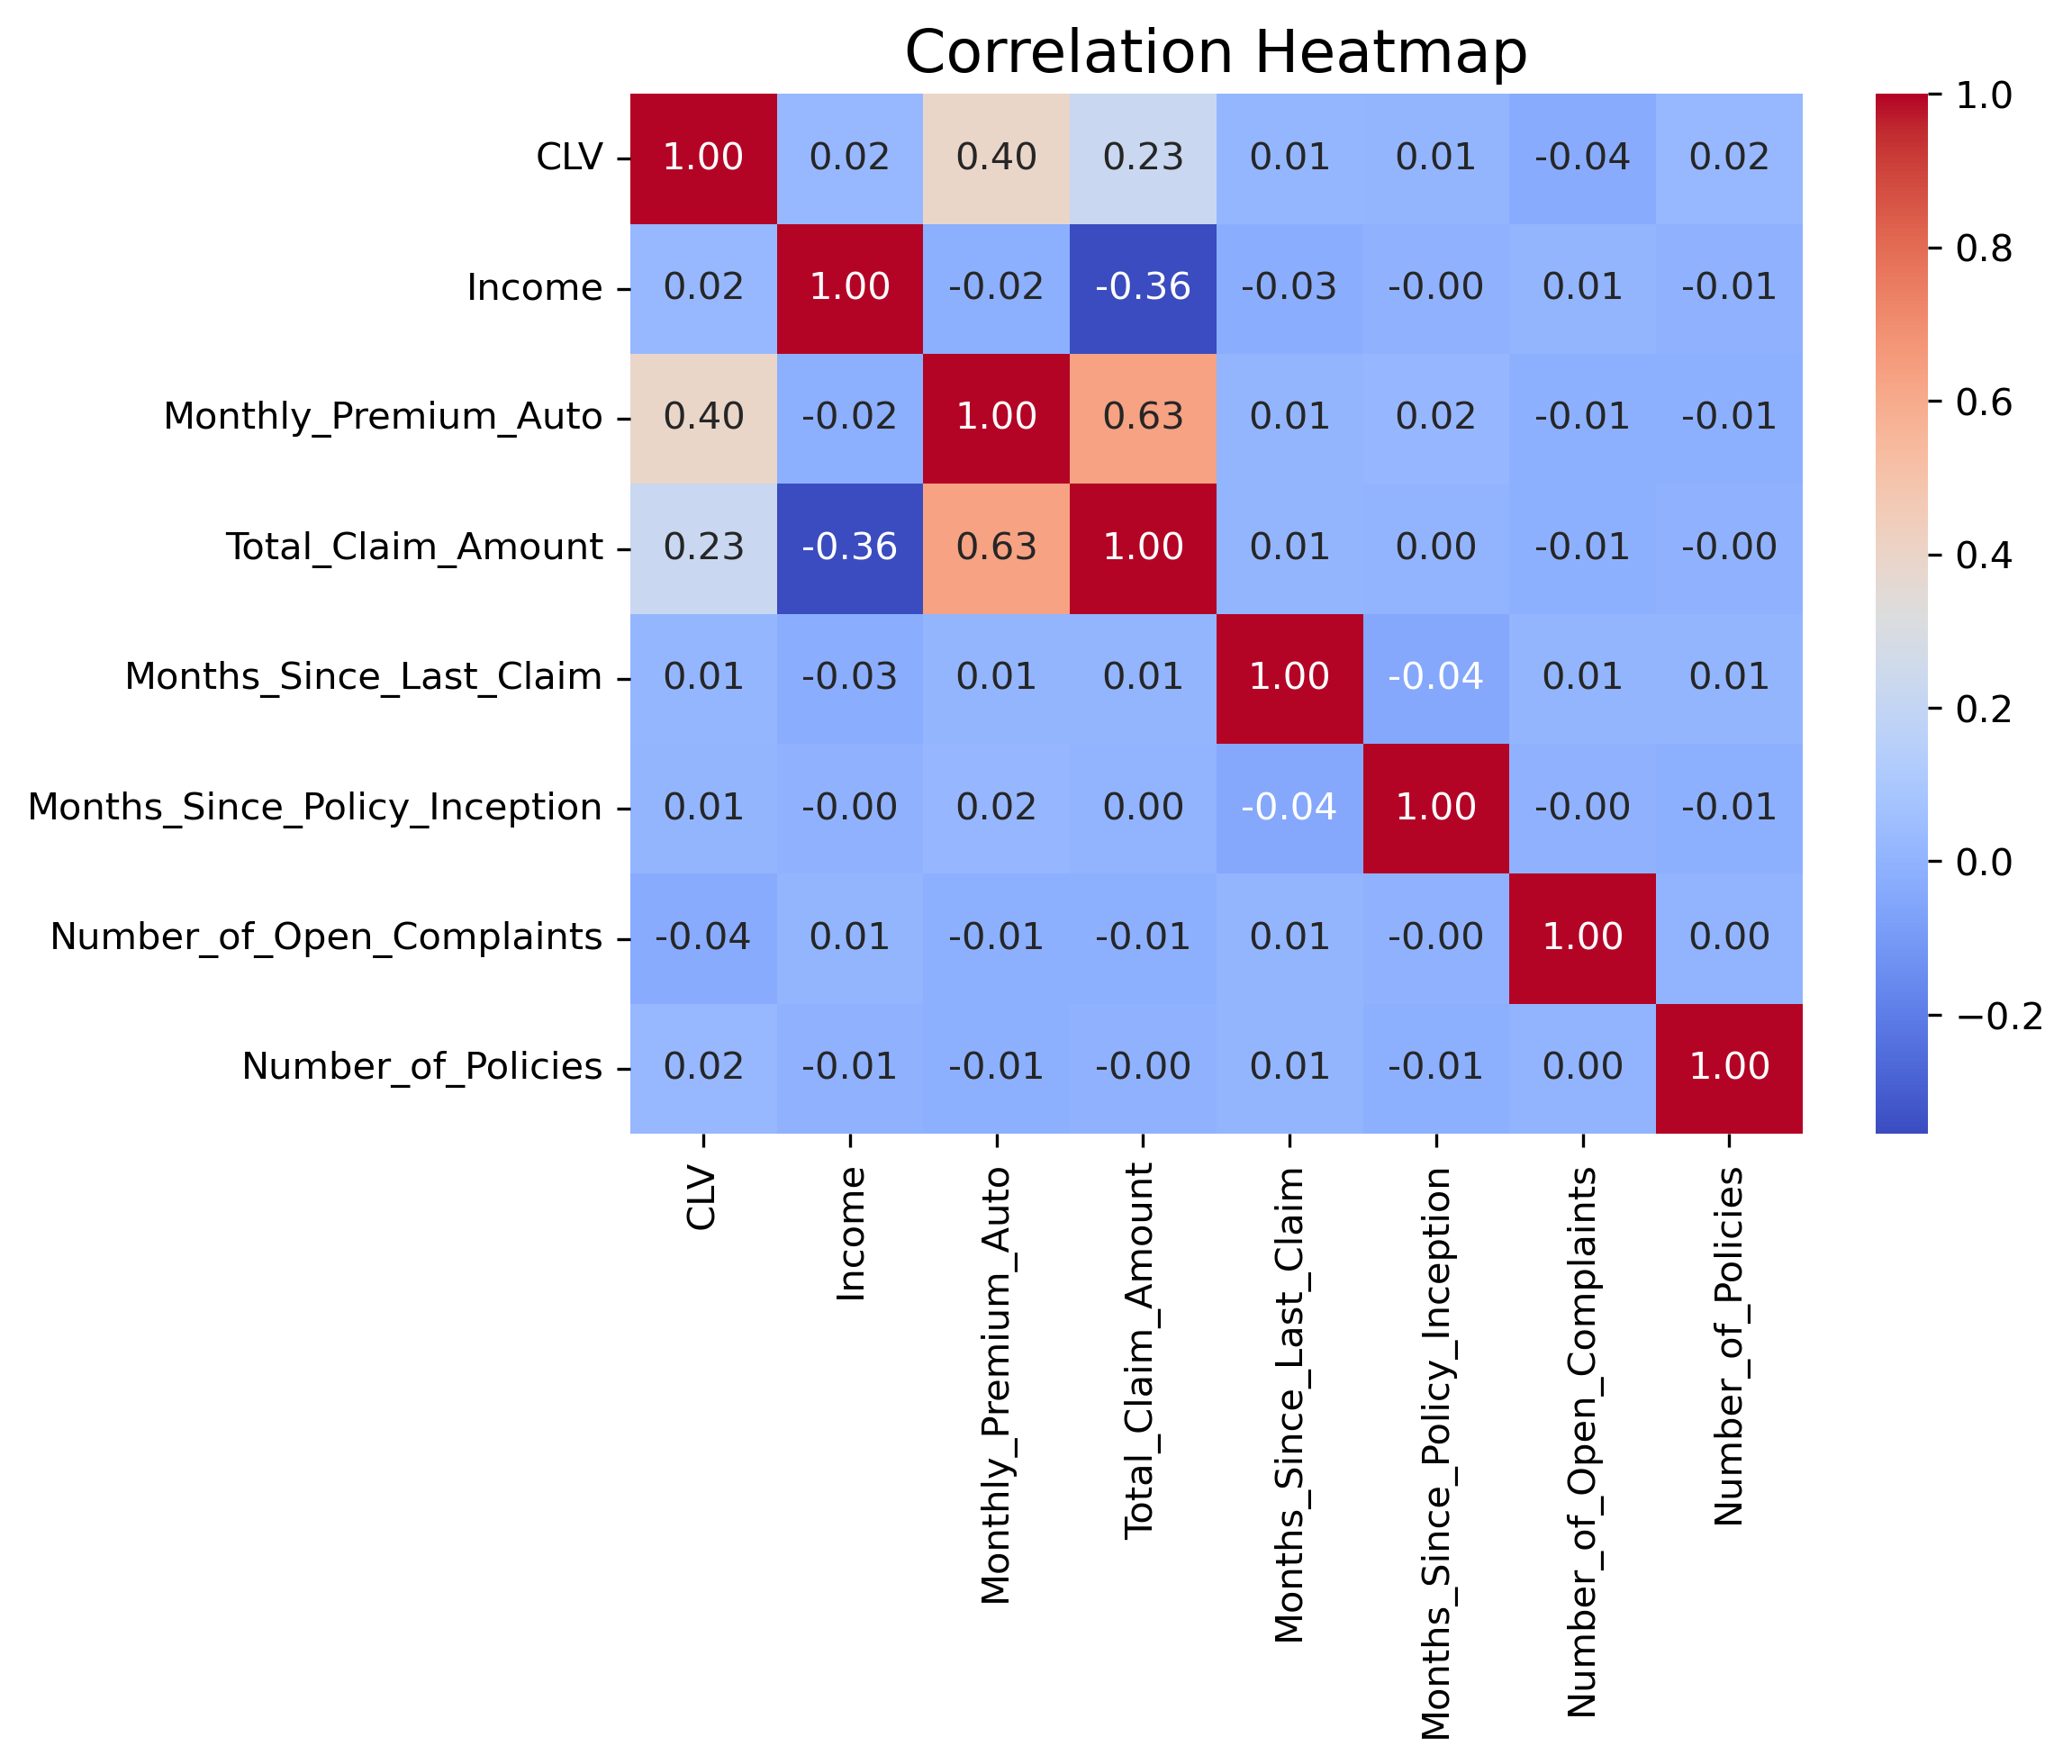 Correlation Heatmap
CLV 1.00 0.02 0.40 0.23 0.01 0.01 -0.04 0.02
Income 0.02 1.00 -0.02 -0.36 -0.03 -0.00 0.01 -0.01
Monthly_Premium_Auto 0.40 -0.02 1.00 0.63 0.01 0.02 -0.01 -0.01
Total_Claim_Amount 0.23 -0.36 0.63 1.00 0.01 0.00 -0.01 -0.00
Months_Since_Last_Claim 0.01 -0.03 0.01 0.01 1.00 -0.04 0.01 0.01
Months_Since_Policy_Inception 0.01 -0.00 0.02 0.00 -0.04 1.00 -0.00 -0.01
Number_of_Open_Complaints -0.04 0.01 -0.01 -0.01 0.01 -0.00 1.00 0.00
Number_of_Policies 0.02 -0.01 -0.01 -0.00 0.01 -0.01 0.00 1.00
CLV
Income
Monthly_Premium_Auto
Total_Claim_Amount
Months_Since_Last_Claim
Months_Since_Policy_Inception
Number_of_Open_Complaints
Number_of_Policies
1.0
0.8
0.6
0.4
0.2
0.0
−0.2